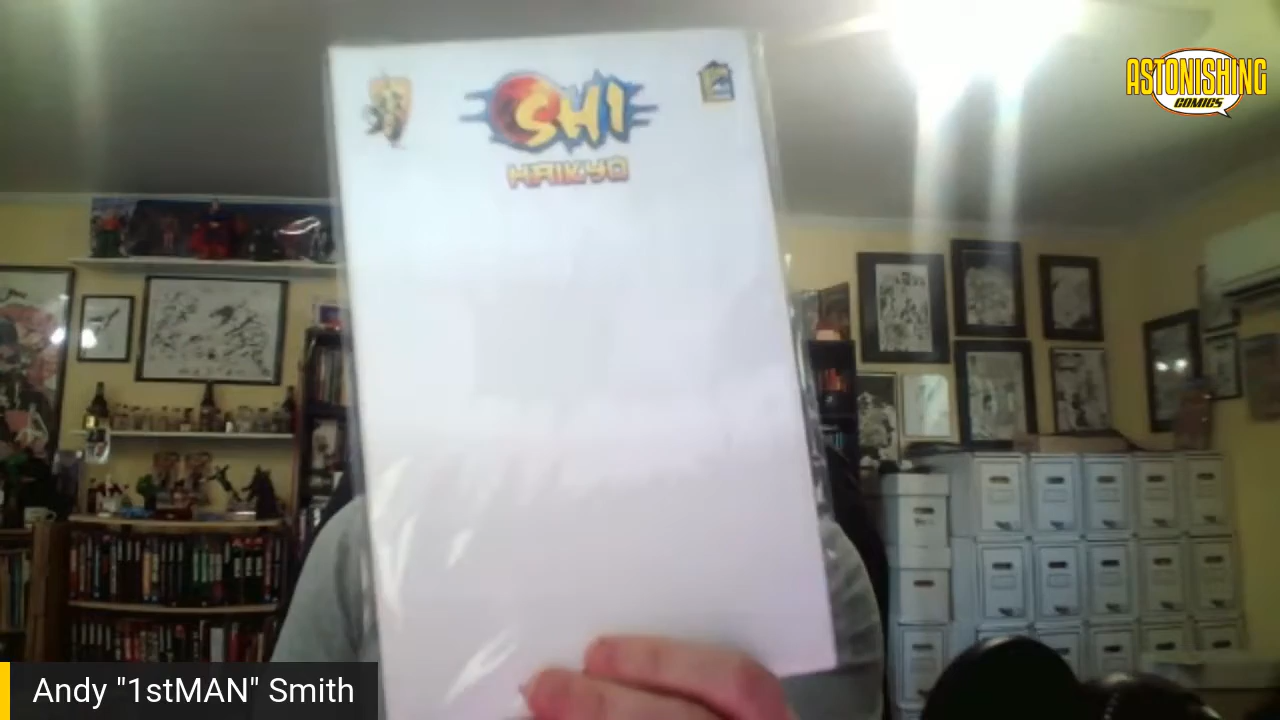 SHI
HAIKYO
ASTONISHING
COMICS
Andy "1stMAN" Smith